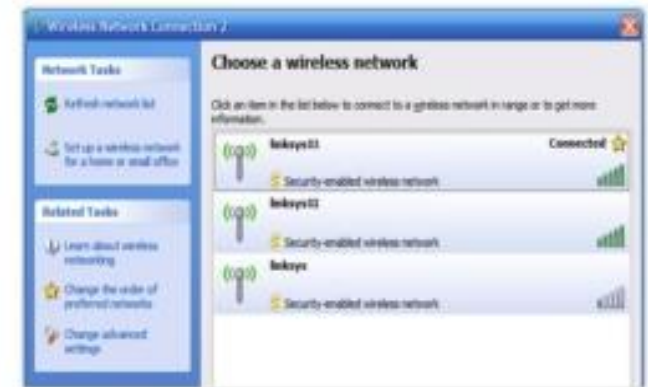 Wireless Network Connection 2
Network Tasks
Refresh network list
Set up a wireless network
for a home or small office
Related Tasks
Learn about wireless
networking
Change the order of
preferred networks
Change advanced
settings
Choose a wireless network
Click an item in the list below to connect to a wireless network in range or to get more
information.
Connected
Security-enabled wireless network
Security-enabled wireless network
linksys
Security-enabled wireless network